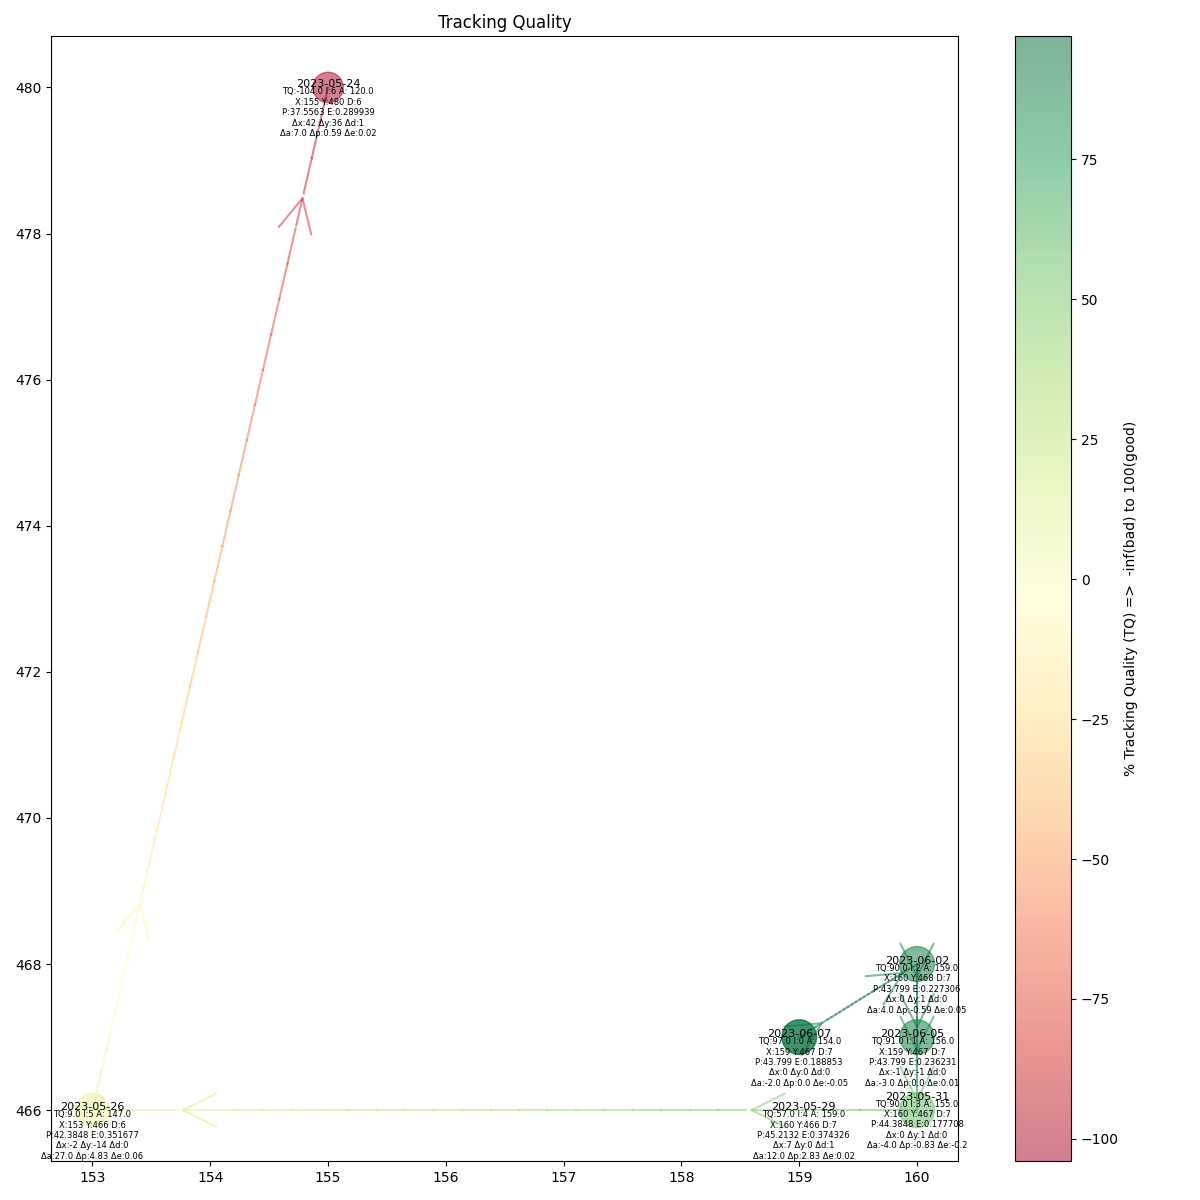 Tracking Quality
480
478
476
474
472
470
468
466
153
154
155
156
157
158
159
160
2023-05-24
TQ:-104.0 I:6 A: 120.0
X:155 Y:480 D:6
P:37.5563 E:0.289939
Δx:42 Δy:36 Δd:1
Δa:7.0 Δp:0.59 Δe:0.02
2023-06-02
TQ:90.0 I:2 A: 159.0
X:160 Y:468 D:7
P:43.799 E:0.227306
Δx:0 Δy:1 Δd:0
Δa:4.0 Δp:-0.59 Δe:0.05
2023-06-07
TQ:97.0 I:0 A: 154.0
X:159 Y:467 D:7
P:43.799 E:0.188853
Δx:0 Δy:0 Δd:0
Δa:-2.0 Δp:0.0 Δe:-0.05
2023-06-05
TQ:91.0 I:1 A: 156.0
X:159 Y:467 D:7
P:43.799 E:0.236231
Δx:-1 Δy:-1 Δd:0
Δa:-3.0 Δp:0.0 Δe:0.01
2023-05-31
TQ:90.0 I:3 A: 155.0
X:160 Y:467 D:7
P:44.3848 E:0.177708
Δx:0 Δy:1 Δd:0
Δa:-4.0 Δp:-0.83 Δe:-0.2
2023-05-29
TQ:57.0 I:4 A: 159.0
X:160 Y:466 D:7
P:45.2132 E:0.374326
Δx:7 Δy:0 Δd:1
Δa:12.0 Δp:2.83 Δe:0.02
2023-05-26
TQ:9.0 I:5 A: 147.0
X:153 Y:466 D:6
P:42.3848 E:0.351677
Δx:-2 Δy:-14 Δd:0
Δa:27.0 Δp:4.83 Δe:0.06
75
50
25
0
−25
−50
−75
−100
% Tracking Quality (TQ) => -inf(bad) to 100(good)